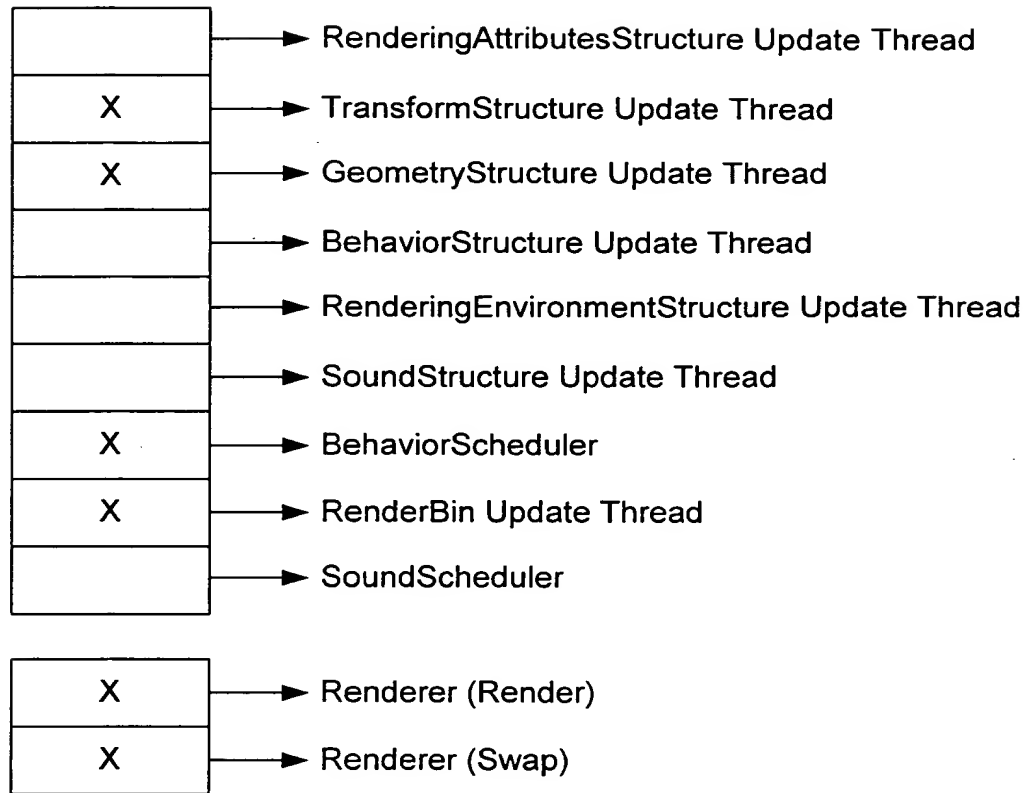 RenderingAttributesStructure Update Thread
X TransformStructure Update Thread
X GeometryStructure Update Thread
BehaviorStructure Update Thread
RenderingEnvironmentStructure Update Thread
SoundStructure Update Thread
X BehaviorScheduler
X RenderBin Update Thread
SoundScheduler
X Renderer (Render)
X Renderer (Swap)